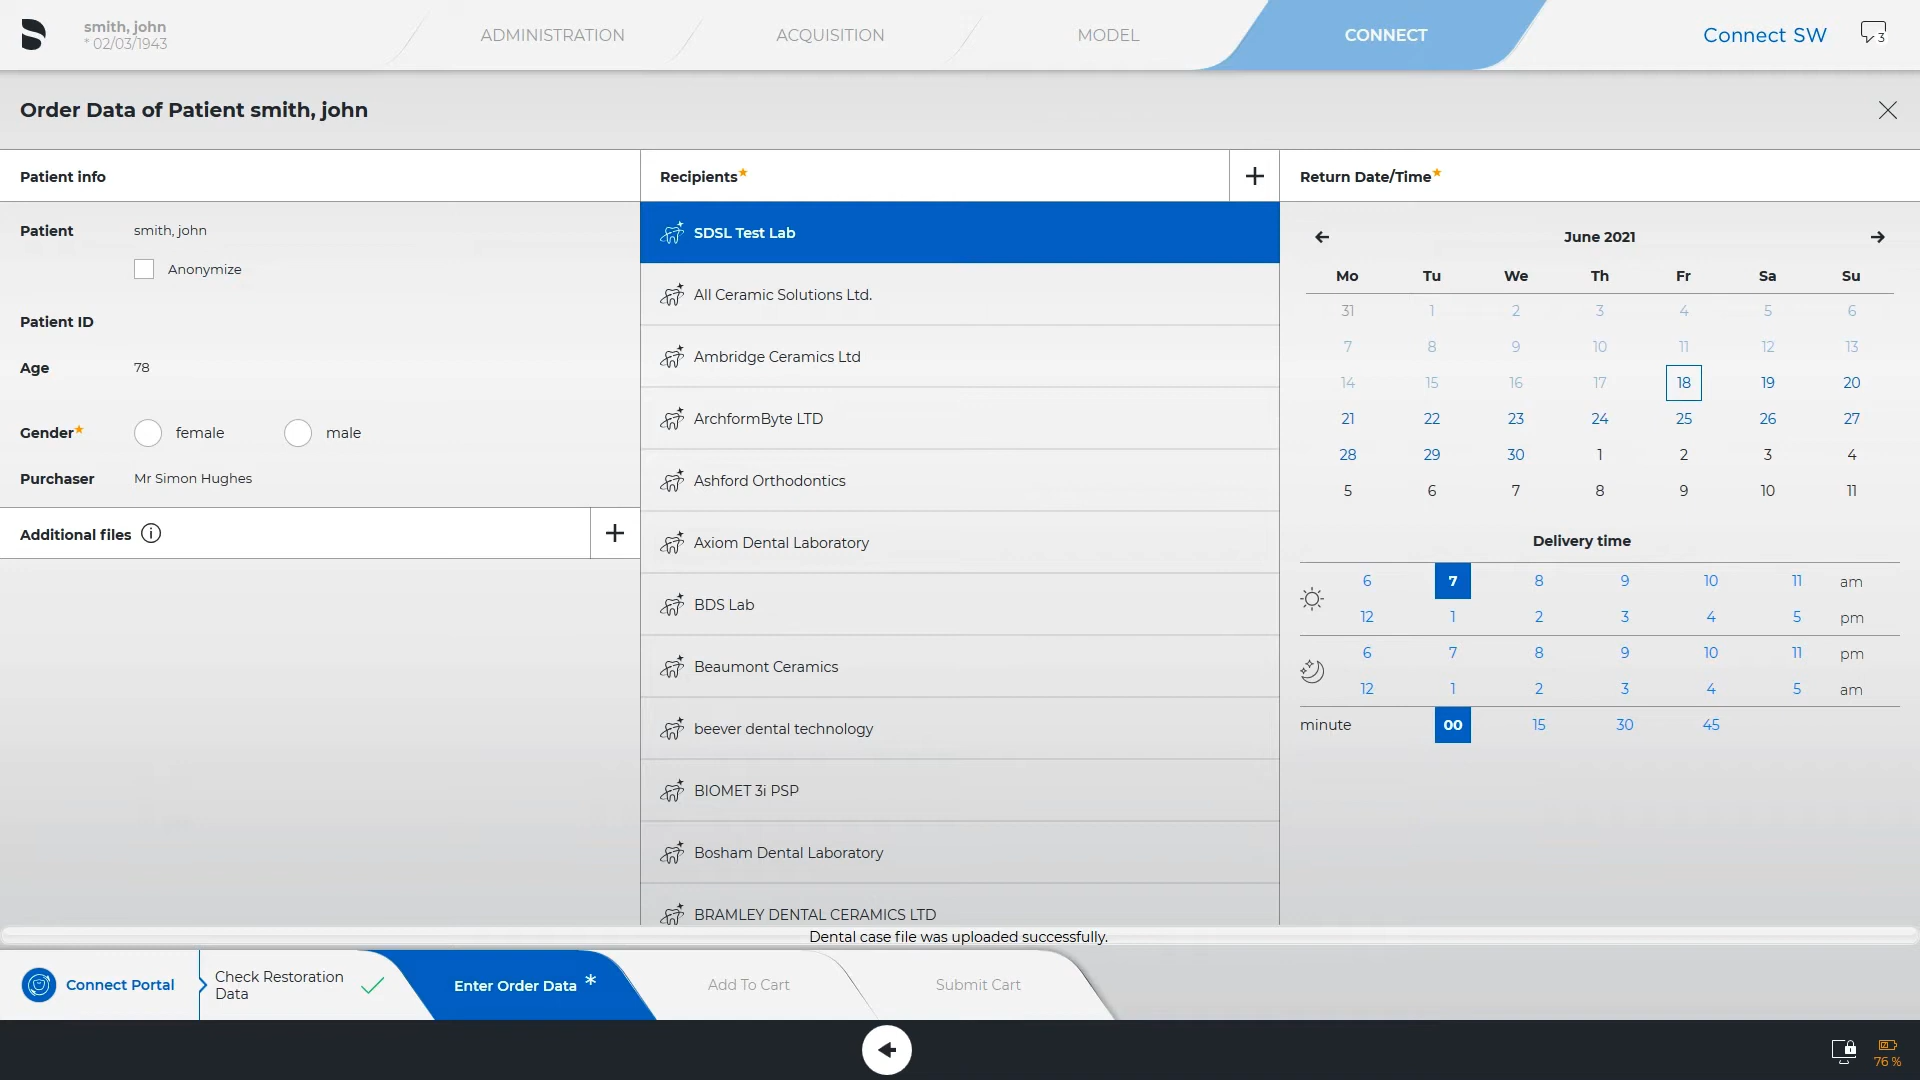 smith, john
* 02/03/1943
ADMINISTRATION
ACQUISITION
MODEL
CONNECT
Connect SW
3
Order Data of Patient smith, john
Patient info
Patient smith, john
Anonymize
Patient ID
Age 78
Gender* female male
Purchaser Mr Simon Hughes
Additional files
Recipients*
SDSL Test Lab
All Ceramic Solutions Ltd.
Ambridge Ceramics Ltd
ArchformByte LTD
Ashford Orthodontics
Axiom Dental Laboratory
BDS Lab
Beaumont Ceramics
beever dental technology
BIOMET 3i PSP
Bosham Dental Laboratory
BRAMLEY DENTAL CERAMICS LTD
Return Date/Time*
June 2021
Mo Tu We Th Fr Sa Su
31 1 2 3 4 5 6
7 8 9 10 11 12 13
14 15 16 17 18 19 20
21 22 23 24 25 26 27
28 29 30 1 2 3 4
5 6 7 8 9 10 11
Delivery time
6 7 8 9 10 11 am
12 1 2 3 4 5 pm
6 7 8 9 10 11 pm
12 1 2 3 4 5 am
minute 00 15 30 45
Dental case file was uploaded successfully.
Connect Portal
Check Restoration
Data
Enter Order Data *
Add To Cart
Submit Cart
76 %